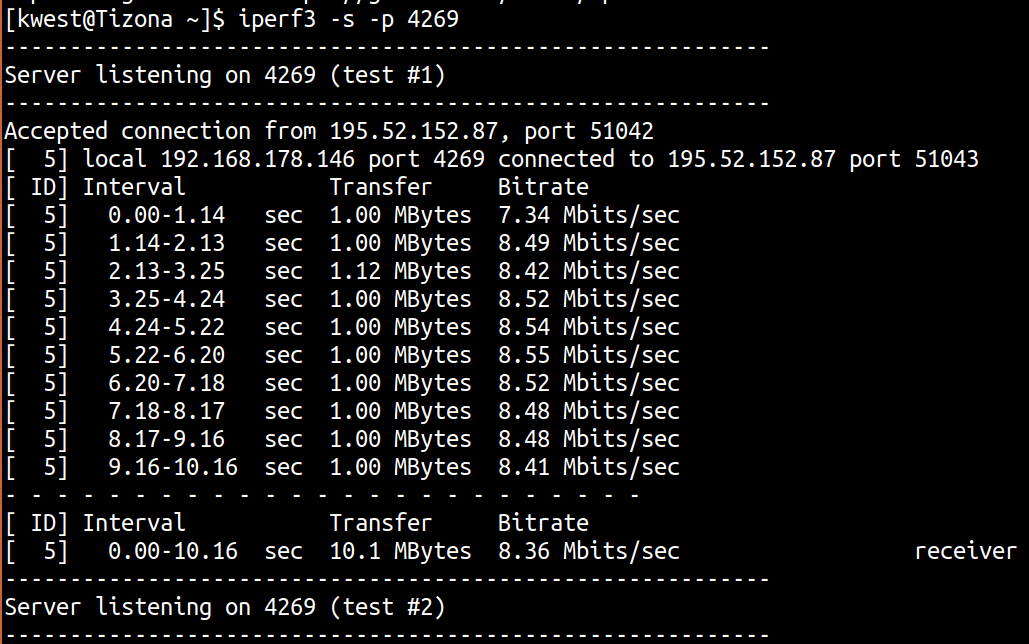 [kwest@Tizona ~]$ iperf3 -s -p 4269
-----------------------------------------------------------
Server listening on 4269 (test #1)
-----------------------------------------------------------
Accepted connection from 195.52.152.87, port 51042
[  5] local 192.168.178.146 port 4269 connected to 195.52.152.87 port 51043
[ ID] Interval           Transfer     Bitrate
[  5]   0.00-1.14   sec  1.00 MBytes  7.34 Mbits/sec
[  5]   1.14-2.13   sec  1.00 MBytes  8.49 Mbits/sec
[  5]   2.13-3.25   sec  1.12 MBytes  8.42 Mbits/sec
[  5]   3.25-4.24   sec  1.00 MBytes  8.52 Mbits/sec
[  5]   4.24-5.22   sec  1.00 MBytes  8.54 Mbits/sec
[  5]   5.22-6.20   sec  1.00 MBytes  8.55 Mbits/sec
[  5]   6.20-7.18   sec  1.00 MBytes  8.52 Mbits/sec
[  5]   7.18-8.17   sec  1.00 MBytes  8.48 Mbits/sec
[  5]   8.17-9.16   sec  1.00 MBytes  8.48 Mbits/sec
[  5]   9.16-10.16  sec  1.00 MBytes  8.41 Mbits/sec
- - - - - - - - - - - - - - - - - - - - - - - - -
[ ID] Interval           Transfer     Bitrate
[  5]   0.00-10.16  sec  10.1 MBytes  8.36 Mbits/sec                  receiver
-----------------------------------------------------------
Server listening on 4269 (test #2)
-----------------------------------------------------------